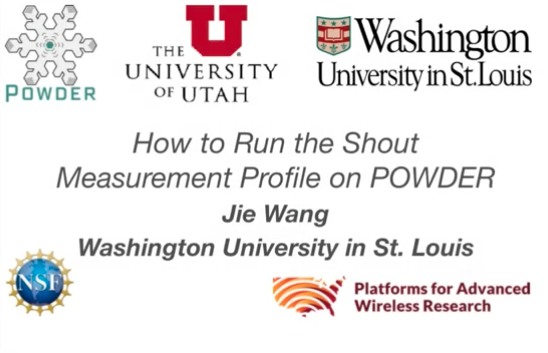 POWDER
THE
UNIVERSITY
OF UTAH
U
Washington
University in St. Louis
How to Run the Shout
Measurement Profile on POWDER
Jie Wang
Washington University in St. Louis
NSF
Platforms for Advanced
Wireless Research